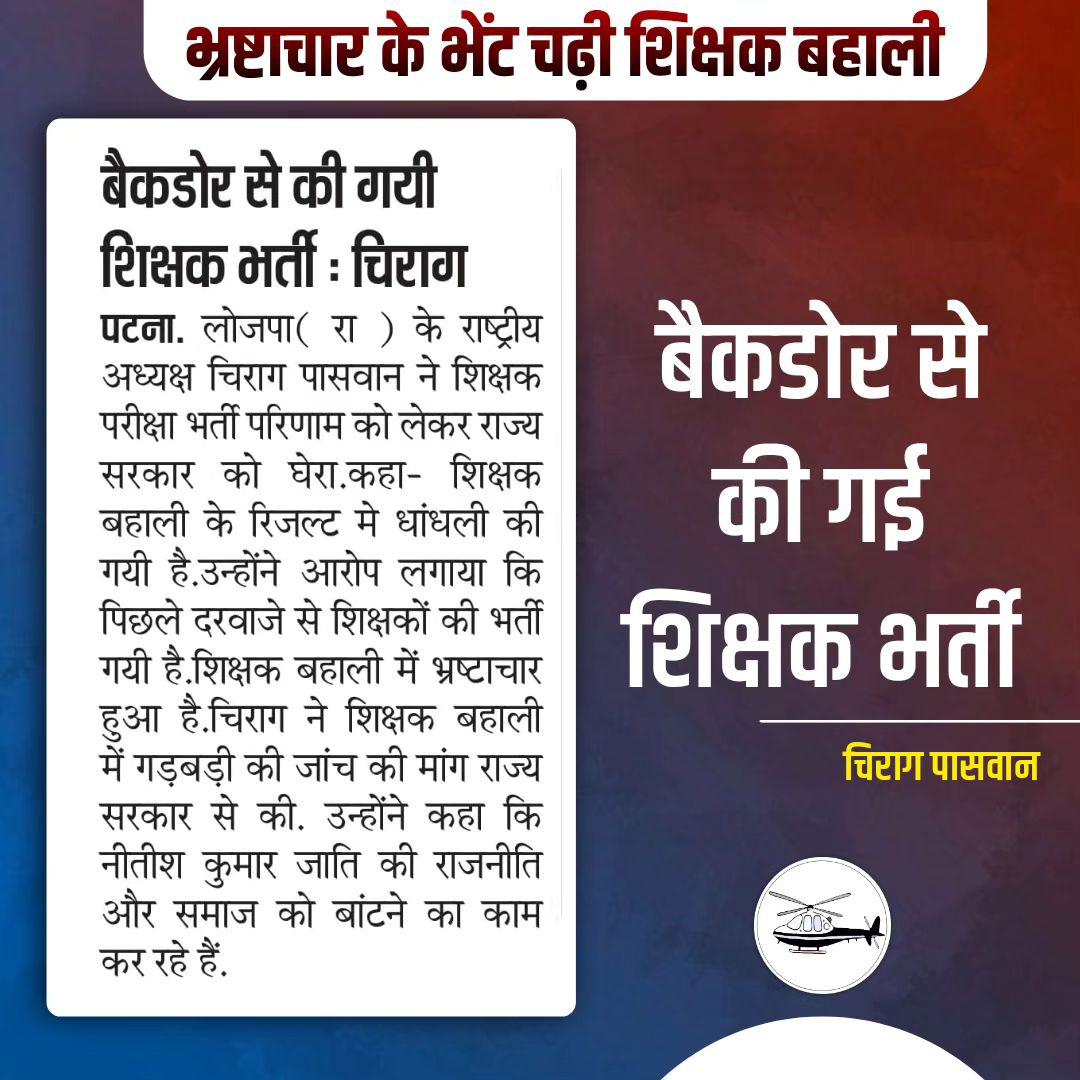 भ्रष्टाचार के भेंट चढ़ी शिक्षक बहाली
बैकडोर से की गयी
शिक्षक भर्ती : चिराग
पटना. लोजपा( रा ) के राष्ट्रीय
अध्यक्ष चिराग पासवान ने शिक्षक
परीक्षा भर्ती परिणाम को लेकर राज्य
सरकार को घेरा.कहा- शिक्षक
बहाली के रिजल्ट मे धांधली की
गयी है.उन्होंने आरोप लगाया कि
पिछले दरवाजे से शिक्षकों की भर्ती
गयी है.शिक्षक बहाली में भ्रष्टाचार
हुआ है.चिराग ने शिक्षक बहाली
में गड़बड़ी की जांच की मांग राज्य
सरकार से की. उन्होंने कहा कि
नीतीश कुमार जाति की राजनीति
और समाज को बांटने का काम
कर रहे हैं.
बैकडोर से
की गई
शिक्षक भर्ती
चिराग पासवान